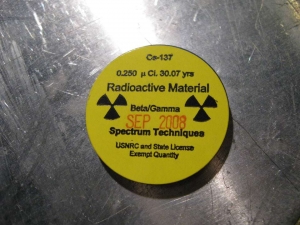 Cs-137
0.250 μ Ci, 30.07 yrs
Radioactive Material
Beta/Gamma
SEP 2008
Spectrum Techniques
USNRC and State License
Exempt Quantity